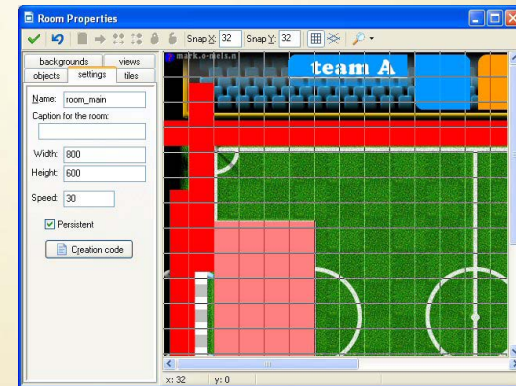 Room Properties
Snap X: 32 Snap Y: 32
backgrounds views
objects settings tiles
Name: room_main
Caption for the room:
Width: 800
Height: 600
Speed: 30
Persistent
Creation code
team A
x: 32 y: 0